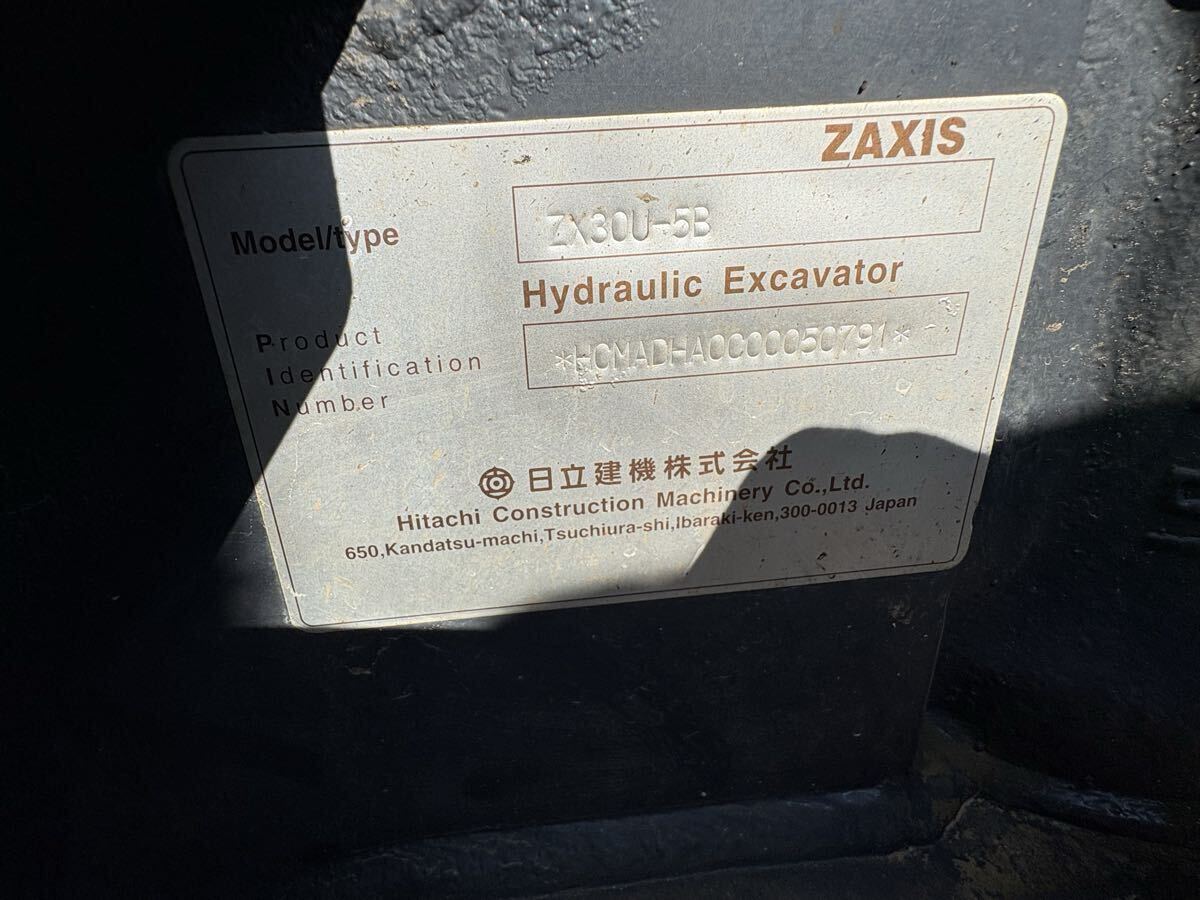 ZAXIS
Model/type
ZX30U-5B
Hydraulic Excavator
Product
Identification
Number
*HCMADHA0C00050791*
日立建機株式会社
Hitachi Construction Machinery Co.,Ltd.
650,Kandatsu-machi,Tsuchiura-shi,Ibaraki-ken,300-0013 Japan